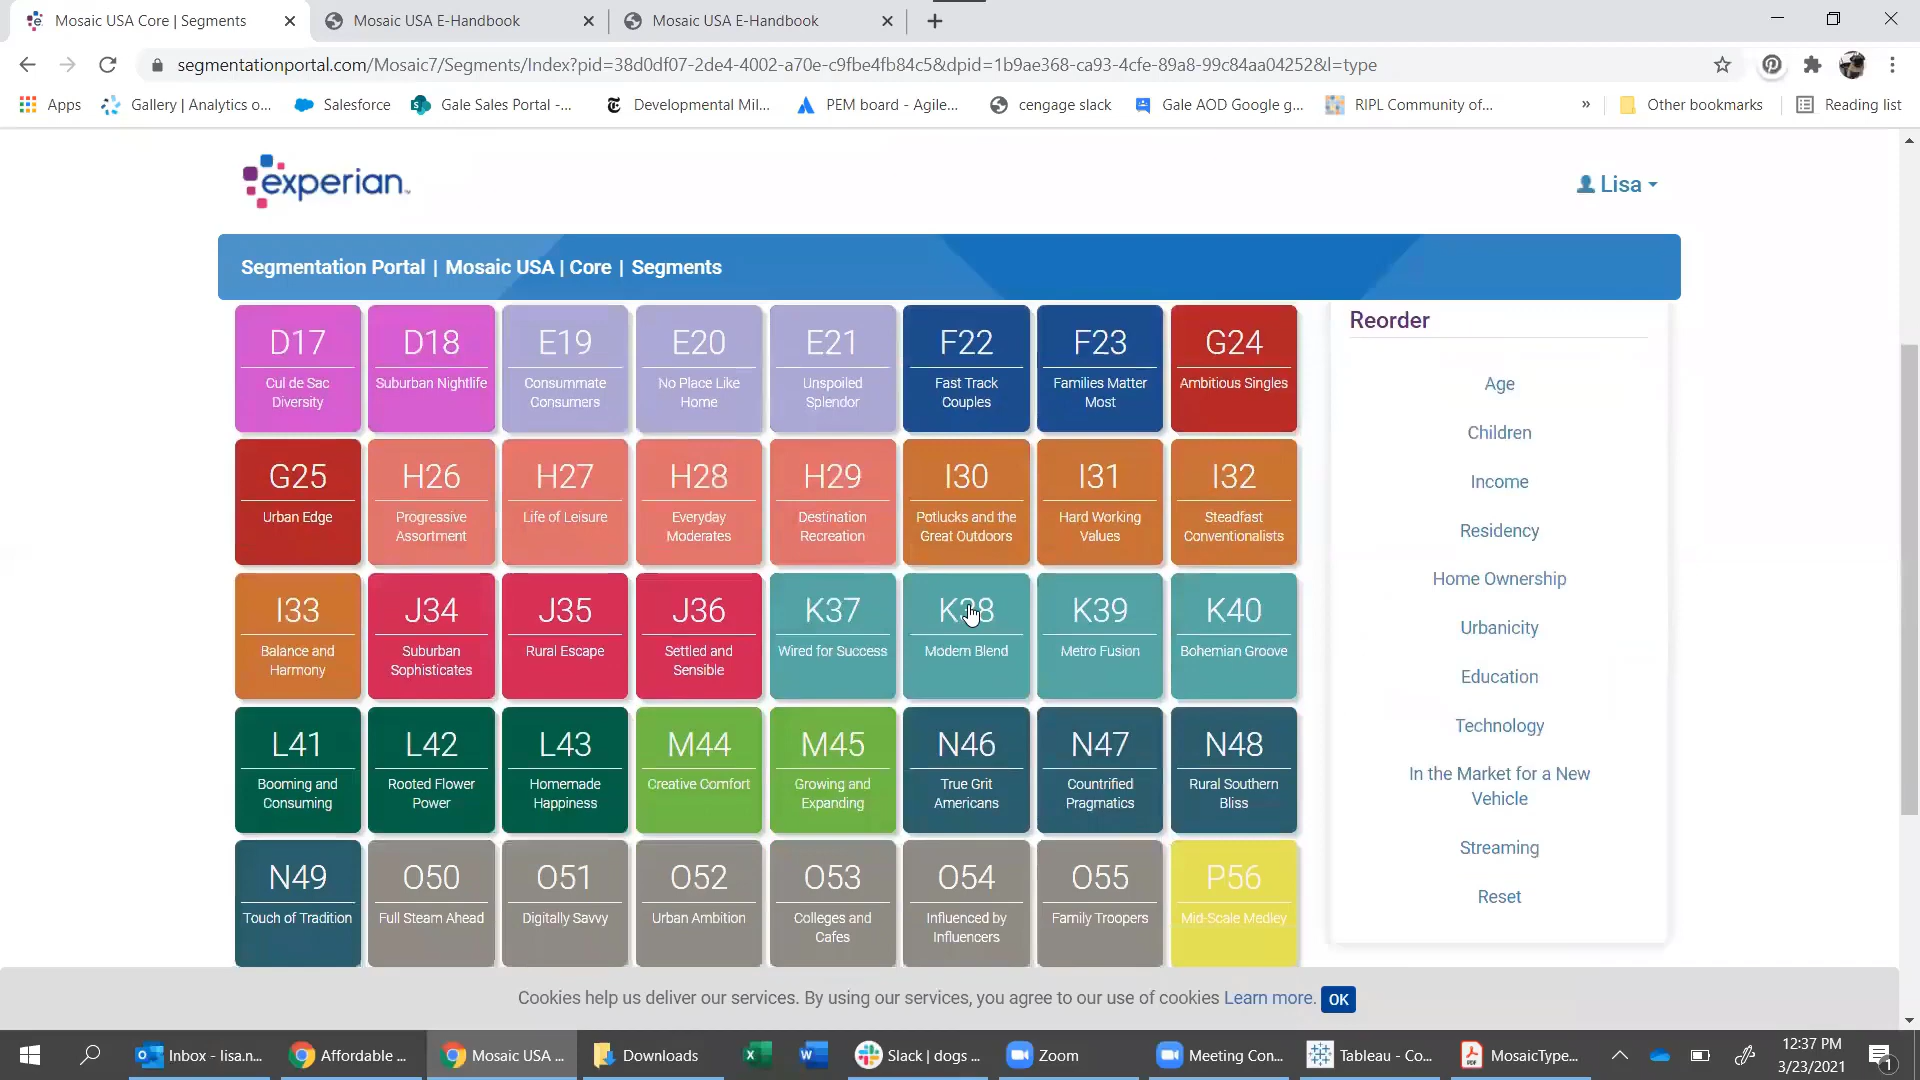 Mosaic USA Core | Segments
Mosaic USA E-Handbook
Mosaic USA E-Handbook
segmentationportal.com/Mosaic7/Segments/Index?pid=38d0df07-2de4-4002-a70e-c9fbe4fb84c5&dpid=1b9ae368-ca93-4cfe-89a8-99c84aa04252&l=type
Apps
Gallery | Analytics o...
Salesforce
Gale Sales Portal -...
Developmental Mil...
PEM board - Agile...
cengage slack
Gale AOD Google g...
RIPL Community of...
»
Other bookmarks
Reading list
experian™
Lisa
Segmentation Portal | Mosaic USA | Core | Segments
D17
Cul de Sac
Diversity
D18
Suburban Nightlife
E19
Consummate
Consumers
E20
No Place Like
Home
E21
Unspoiled
Splendor
F22
Fast Track
Couples
F23
Families Matter
Most
G24
Ambitious Singles
G25
Urban Edge
H26
Progressive
Assortment
H27
Life of Leisure
H28
Everyday
Moderates
H29
Destination
Recreation
I30
Potlucks and the
Great Outdoors
I31
Hard Working
Values
I32
Steadfast
Conventionalists
I33
Balance and
Harmony
J34
Suburban
Sophisticates
J35
Rural Escape
J36
Settled and
Sensible
K37
Wired for Success
K38
Modern Blend
K39
Metro Fusion
K40
Bohemian Groove
L41
Booming and
Consuming
L42
Rooted Flower
Power
L43
Homemade
Happiness
M44
Creative Comfort
M45
Growing and
Expanding
N46
True Grit
Americans
N47
Countrified
Pragmatics
N48
Rural Southern
Bliss
N49
Touch of Tradition
O50
Full Steam Ahead
O51
Digitally Savvy
O52
Urban Ambition
O53
Colleges and
Cafes
O54
Influenced by
Influencers
O55
Family Troopers
P56
Mid-Scale Medley
Reorder
Age
Children
Income
Residency
Home Ownership
Urbanicity
Education
Technology
In the Market for a New
Vehicle
Streaming
Reset
Cookies help us deliver our services. By using our services, you agree to our use of cookies Learn more. OK
Inbox - lisa.n...
Affordable ...
Mosaic USA ...
Downloads
Slack | dogs ...
Zoom
Meeting Con...
Tableau - Co...
MosaicType...
12:37 PM
3/23/2021
1